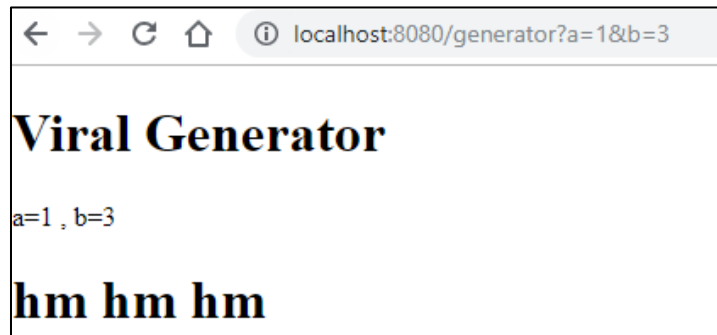 localhost:8080/generator?a=1&b=3
Viral Generator
a=1 , b=3
hm hm hm